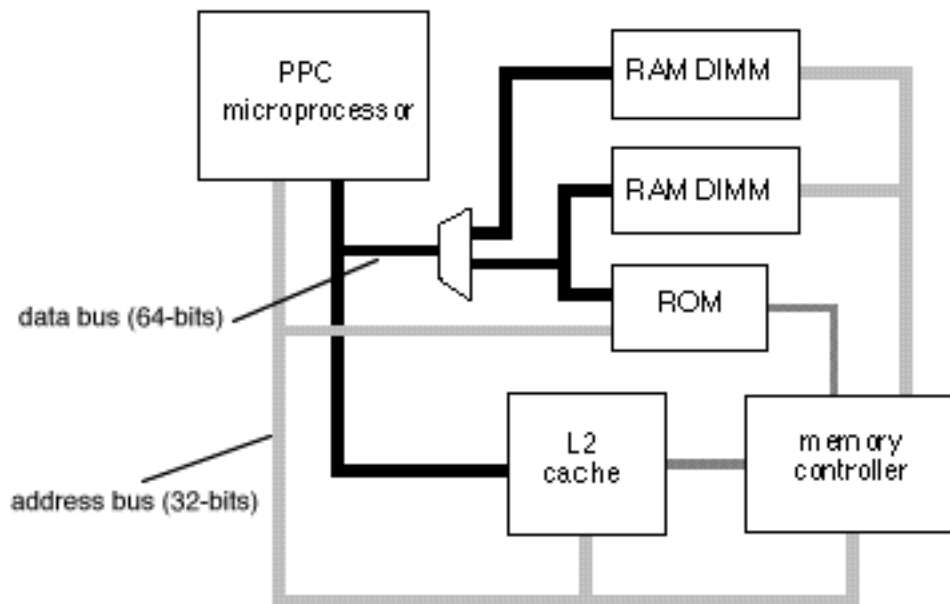 PPC
microprocessor
RAM DIMM
RAM DIMM
data bus (64-bits)
ROM
L2
cache
memory
controller
address bus (32-bits)